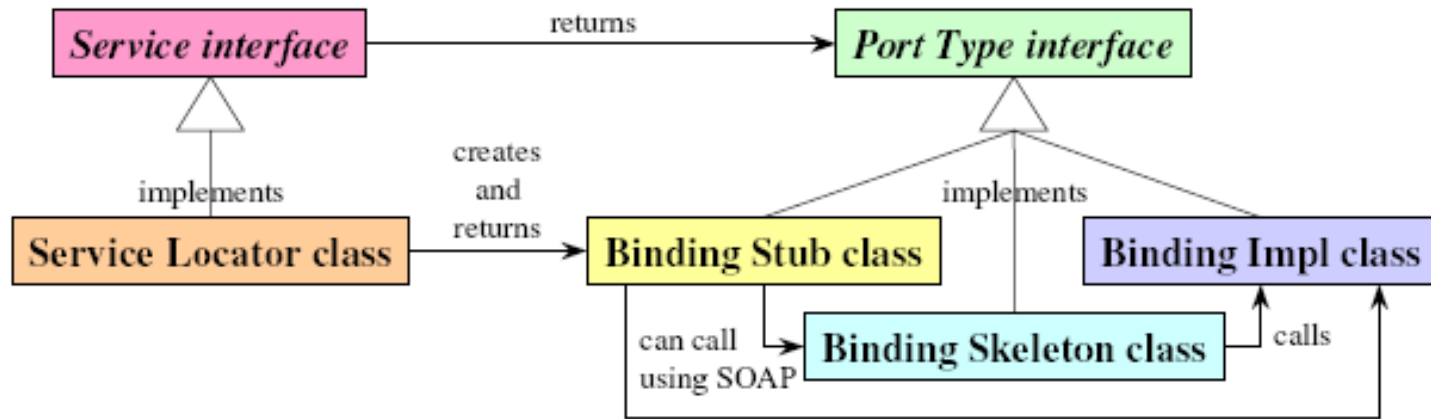 Service interface
returns
Port Type interface
implements
creates
and
returns
implements
Service Locator class
Binding Stub class
Binding Impl class
can call
using SOAP
Binding Skeleton class
calls